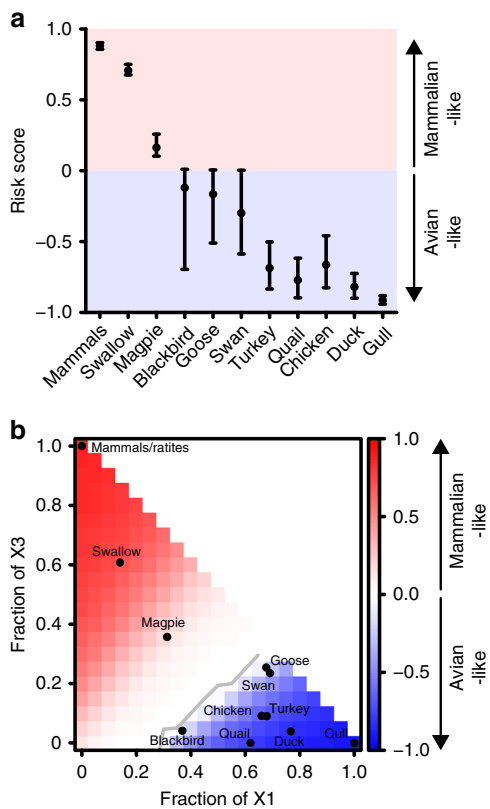 a
1.0
0.5
0
−0.5
−1.0
Risk score
Mammals
Swallow
Magpie
Blackbird
Goose
Swan
Turkey
Quail
Chicken
Duck
Gull
Mammalian
-like
Avian
-like
b
1.0
0.8
0.6
0.4
0.2
0
Fraction of X3
Mammals/ratites
Swallow
Magpie
Goose
Swan
Chicken
Turkey
Blackbird
Quail
Duck
Gull
0
0.2
0.4
0.6
0.8
1.0
Fraction of X1
1.0
0.5
0.0
−0.5
−1.0
Mammalian
-like
Avian
-like